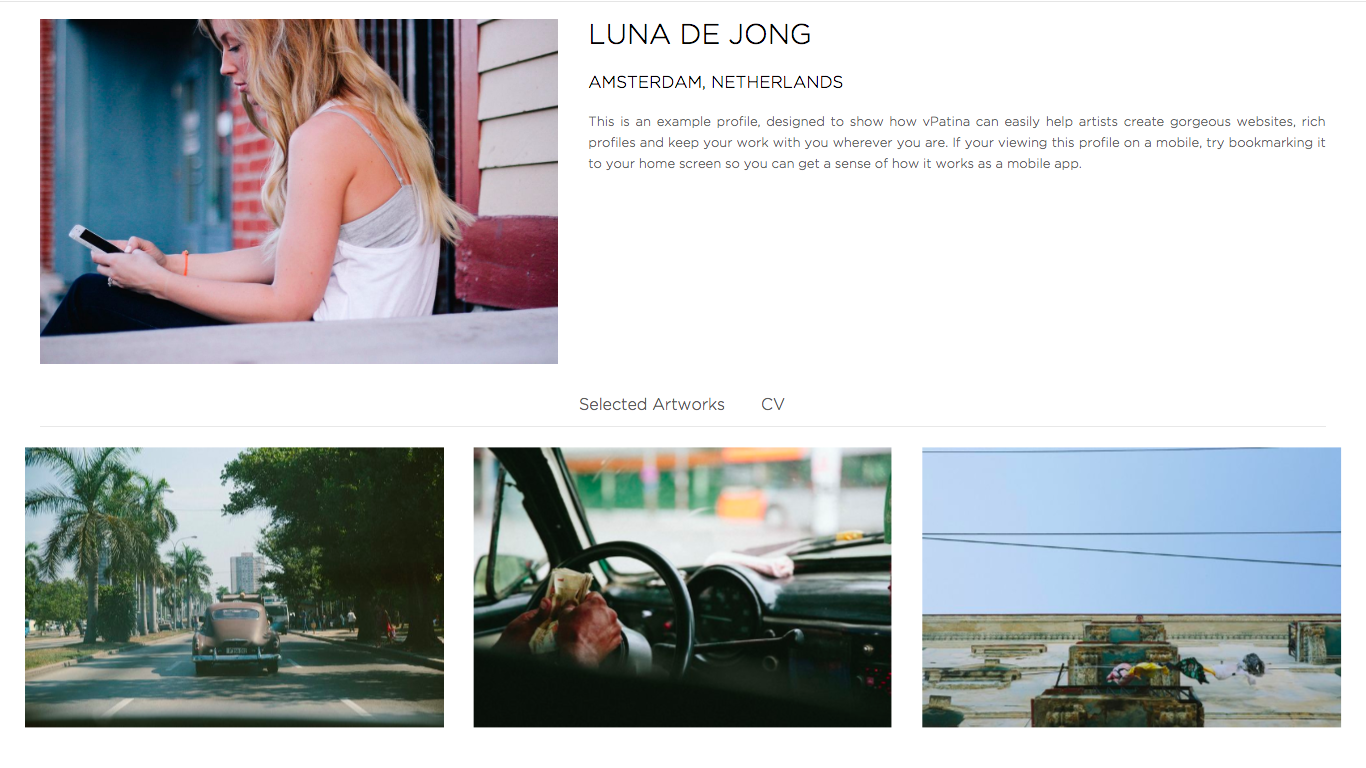 LUNA DE JONG
AMSTERDAM, NETHERLANDS
This is an example profile, designed to show how vPatina can easily help artists create gorgeous websites, rich
profiles and keep your work with you wherever you are. If your viewing this profile on a mobile, try bookmarking it
to your home screen so you can get a sense of how it works as a mobile app.
Selected Artworks CV